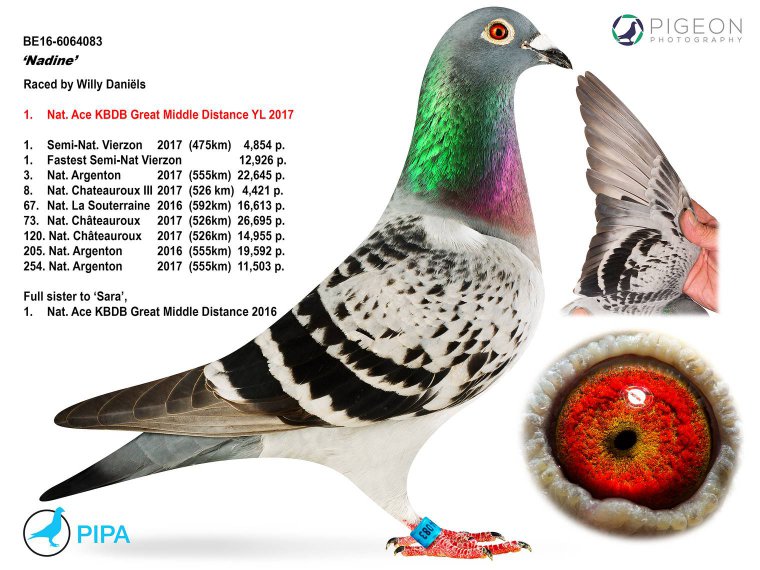 BE16-6064083
‘Nadine’
Raced by Willy Daniëls
1. Nat. Ace KBDB Great Middle Distance YL 2017
1. Semi-Nat. Vierzon 2017 (475km) 4,854 p.
1. Fastest Semi-Nat Vierzon 12,926 p.
3. Nat. Argenton 2017 (555km) 22,645 p.
8. Nat. Chateauroux III 2017 (526 km) 4,421 p.
67. Nat. La Souterraine 2016 (592km) 16,613 p.
73. Nat. Châteauroux 2017 (526km) 26,695 p.
120. Nat. Châteauroux 2017 (526km) 14,955 p.
205. Nat. Argenton 2016 (555km) 19,592 p.
254. Nat. Argenton 2017 (555km) 11,503 p.
Full sister to ‘Sara’,
1. Nat. Ace KBDB Great Middle Distance 2016
PIGEON
PHOTOGRAPHY
083
PIPA